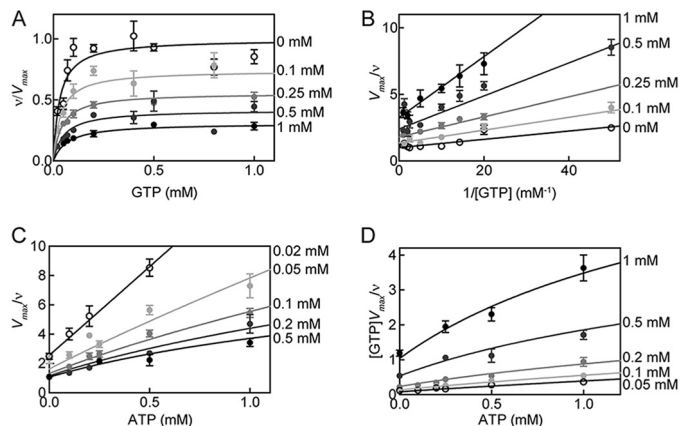 A
1.0
0.5
0.0
ν/Vmax
0.0
0.5
1.0
GTP (mM)
0 mM
0.1 mM
0.25 mM
0.5 mM
1 mM
B
10
5
0
Vmax/ν
0
20
40
1/[GTP] (mM⁻¹)
1 mM
0.5 mM
0.25 mM
0.1 mM
0 mM
C
10
8
6
4
2
0
Vmax/ν
0.0
0.5
1.0
ATP (mM)
0.02 mM
0.05 mM
0.1 mM
0.2 mM
0.5 mM
D
4
3
2
1
0
[GTP]Vmax/ν
0.0
0.5
1.0
ATP (mM)
1 mM
0.5 mM
0.2 mM
0.1 mM
0.05 mM